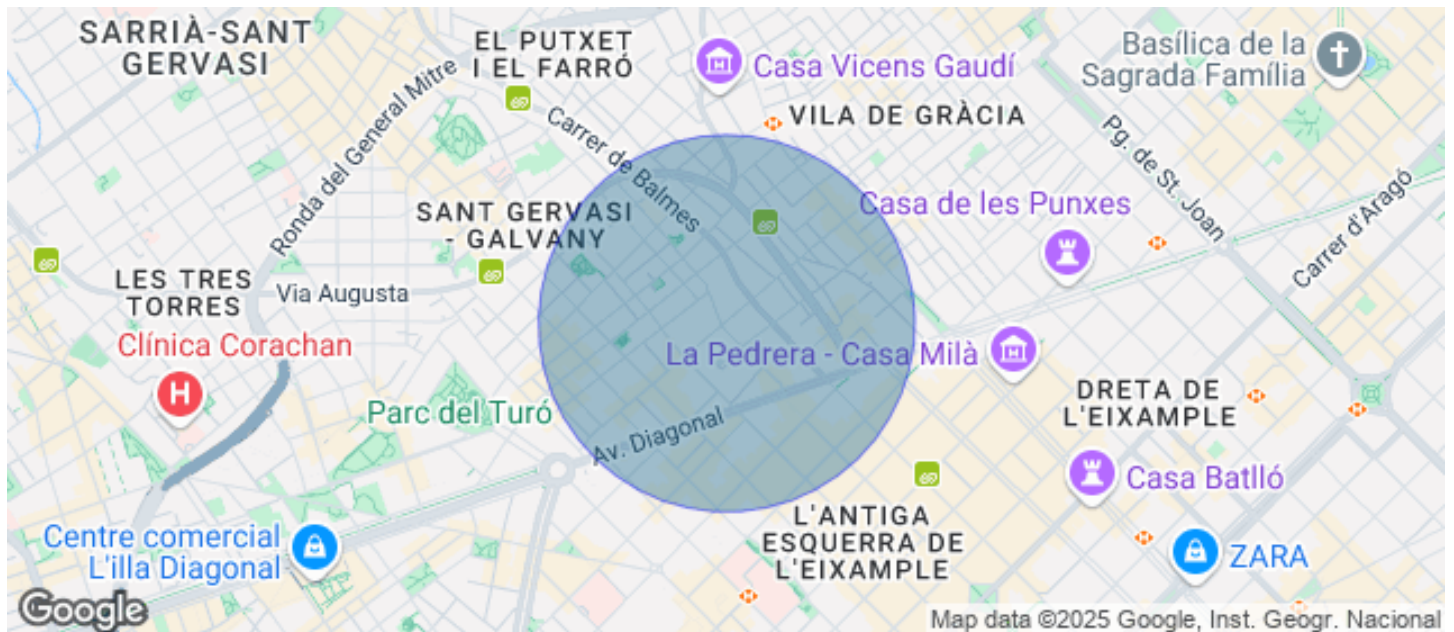 SARRIÀ-SANT
GERVASI
EL PUTXET
I EL FARRÓ
Casa Vicens Gaudí
Basílica de la
Sagrada Família
VILA DE GRÀCIA
Ronda del General Mitre
Carrer de Balmes
Pg. de St. Joan
Carrer d'Aragó
Casa de les Punxes
SANT GERVASI
- GALVANY
LES TRES
TORRES
Via Augusta
Clínica Corachan
H
La Pedrera - Casa Milà
Parc del Turó
Av. Diagonal
DRETA DE
L'EIXAMPLE
Casa Batlló
L'ANTIGA
ESQUERRA DE
L'EIXAMPLE
Centre comercial
L'illa Diagonal
ZARA
Google
Map data ©2025 Google, Inst. Geogr. Nacional